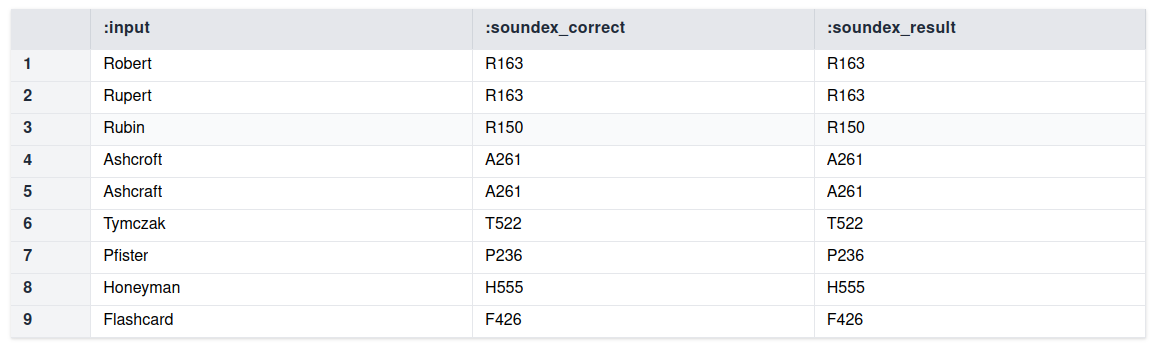 :input :soundex_correct :soundex_result
1 Robert R163 R163
2 Rupert R163 R163
3 Rubin R150 R150
4 Ashcroft A261 A261
5 Ashcraft A261 A261
6 Tymczak T522 T522
7 Pfister P236 P236
8 Honeyman H555 H555
9 Flashcard F426 F426